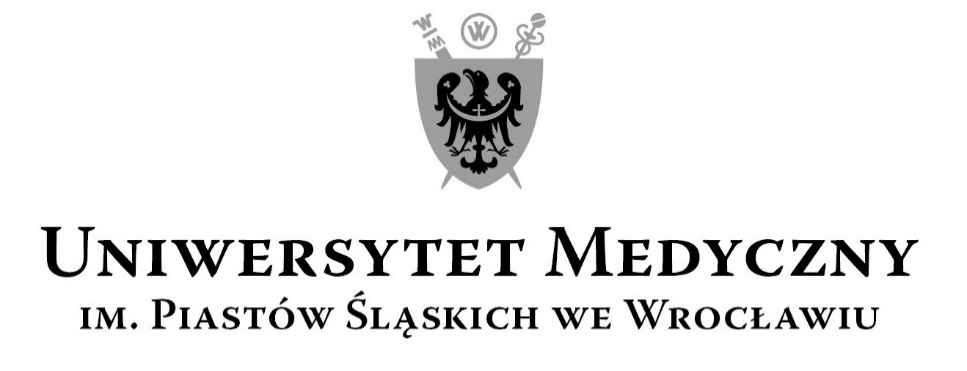 UNIWERSYTET MEDYCZNY
IM. PIASTÓW ŚLĄSKICH WE WROCŁAWIU